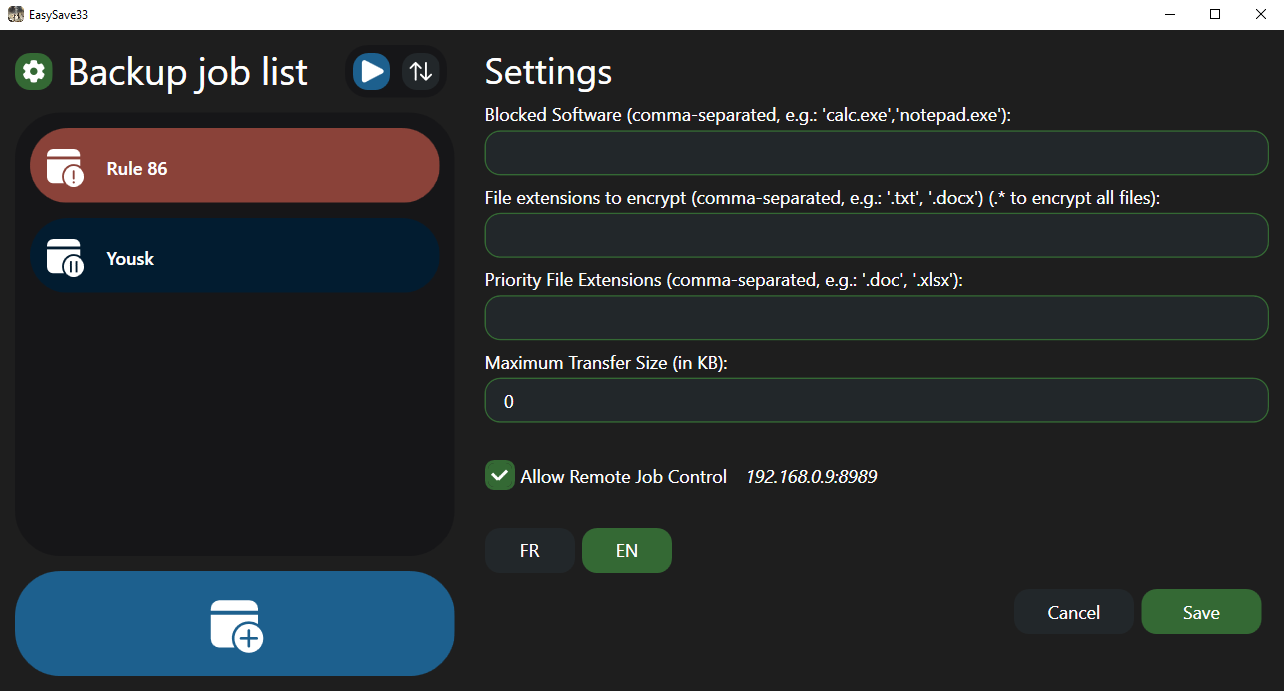 EasySave33
Backup job list
Rule 86
Yousk
Settings
Blocked Software (comma-separated, e.g.: 'calc.exe','notepad.exe'):
File extensions to encrypt (comma-separated, e.g.: '.txt', '.docx') (.* to encrypt all files):
Priority File Extensions (comma-separated, e.g.: '.doc', '.xlsx'):
Maximum Transfer Size (in KB):
0
Allow Remote Job Control 192.168.0.9:8989
FR EN
Cancel Save